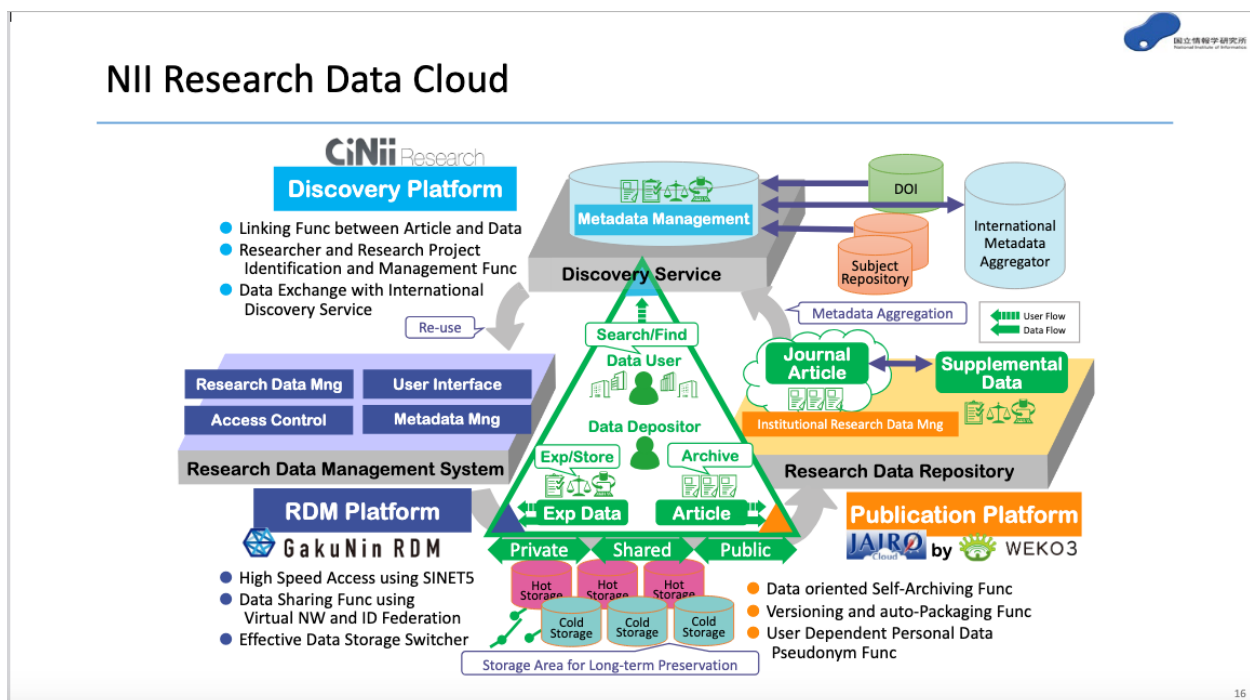 国立情報学研究所
National Institute of Informatics
NII Research Data Cloud
CiNii Research
Discovery Platform
Linking Func between Article and Data
Researcher and Research Project
Identification and Management Func
Data Exchange with International
Discovery Service
Metadata Management
Discovery Service
DOI
Subject
Repository
International
Metadata
Aggregator
Re-use
Metadata Aggregation
User Flow
Data Flow
Search/Find
Data User
Data Depositor
Exp/Store
Archive
Exp Data
Article
Research Data Mng
User Interface
Access Control
Metadata Mng
Research Data Management System
Journal
Article
Supplemental
Data
Institutional Research Data Mng
Research Data Repository
RDM Platform
GakuNin RDM
High Speed Access using SINET5
Data Sharing Func using
Virtual NW and ID Federation
Effective Data Storage Switcher
Private
Shared
Public
Hot
Storage
Hot
Storage
Hot
Storage
Cold
Storage
Cold
Storage
Cold
Storage
Storage Area for Long-term Preservation
Publication Platform
JAIRO
Cloud
by
WEKO3
Data oriented Self-Archiving Func
Versioning and auto-Packaging Func
User Dependent Personal Data
Pseudonym Func
16